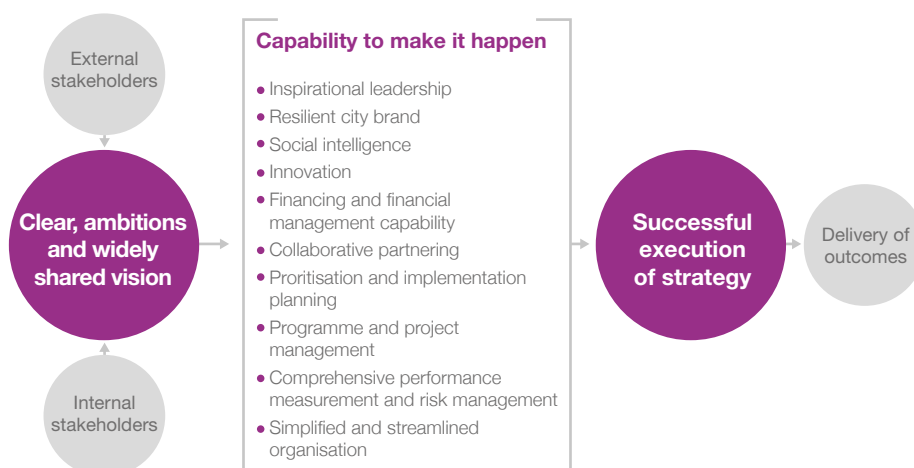 External
stakeholders
Clear, ambitions
and widely
shared vision
Internal
stakeholders
Capability to make it happen
Inspirational leadership
Resilient city brand
Social intelligence
Innovation
Financing and financial
management capability
Collaborative partnering
Proritisation and implementation
planning
Programme and project
management
Comprehensive performance
measurement and risk management
Simplified and streamlined
organisation
Successful
execution
of strategy
Delivery of
outcomes